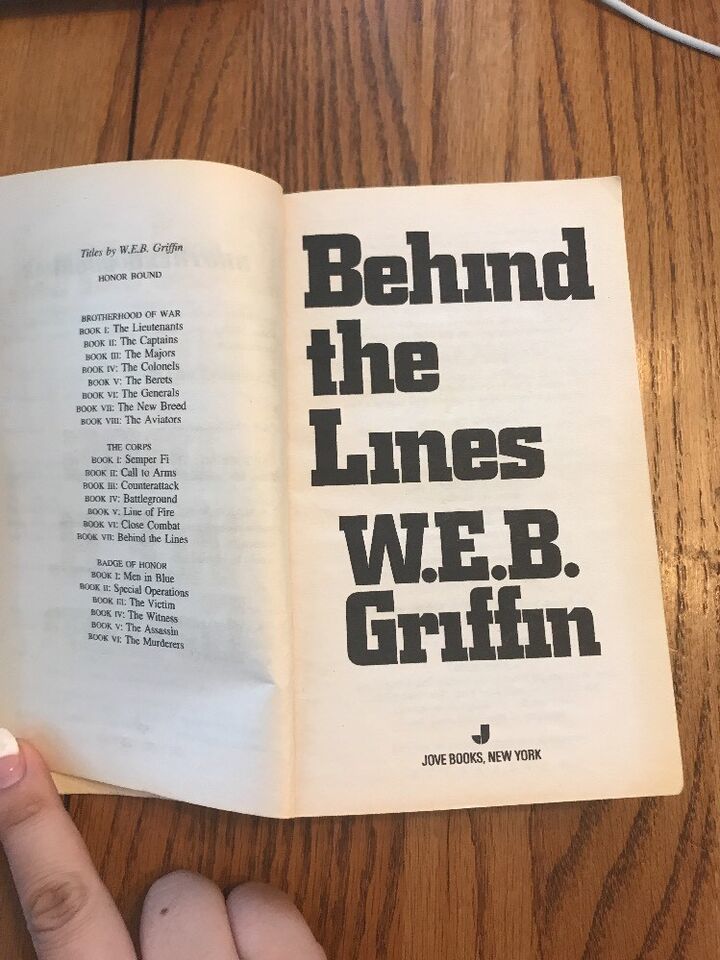 Titles by W.E.B. Griffin
HONOR BOUND
BROTHERHOOD OF WAR
BOOK I: The Lieutenants
BOOK II: The Captains
BOOK III: The Majors
BOOK IV: The Colonels
BOOK V: The Berets
BOOK VI: The Generals
BOOK VII: The New Breed
BOOK VIII: The Aviators
THE CORPS
BOOK I: Semper Fi
BOOK II: Call to Arms
BOOK III: Counterattack
BOOK IV: Battleground
BOOK V: Line of Fire
BOOK VI: Close Combat
BOOK VII: Behind the Lines
BADGE OF HONOR
BOOK I: Men in Blue
BOOK II: Special Operations
BOOK III: The Victim
BOOK IV: The Witness
BOOK V: The Assassin
BOOK VI: The Murderers
Behind
the
Lines
W.E.B.
Griffin
J
JOVE BOOKS, NEW YORK